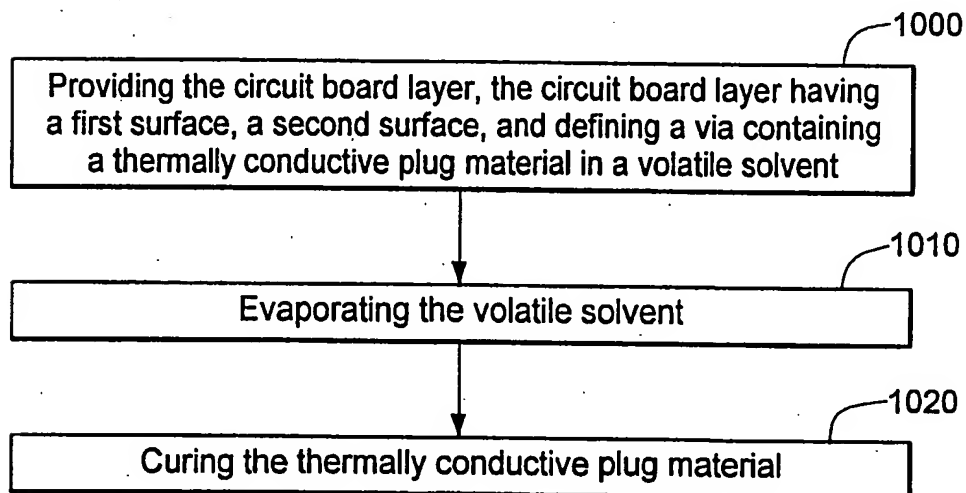 1000
Providing the circuit board layer, the circuit board layer having
a first surface, a second surface, and defining a via containing
a thermally conductive plug material in a volatile solvent
1010
Evaporating the volatile solvent
1020
Curing the thermally conductive plug material